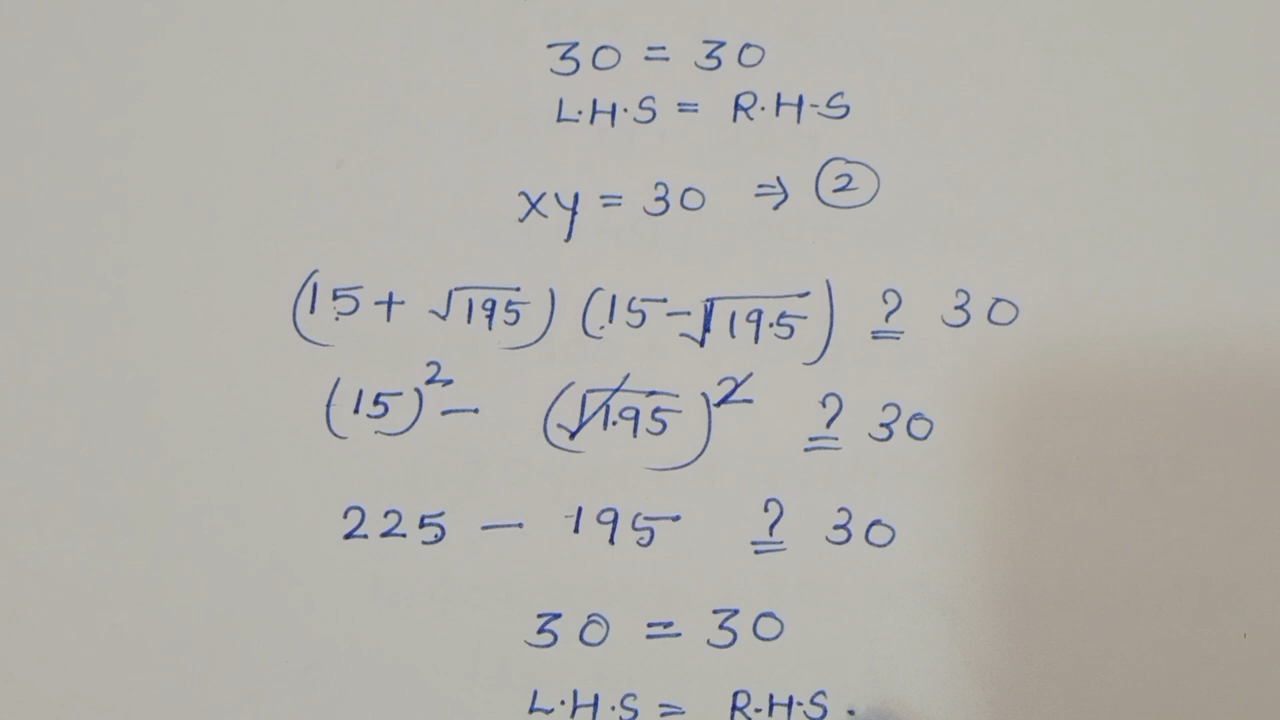 30 = 30
L.H.S = R.H-S
xy = 30 ⇒ ②
(15 + √195) (15 - √195) ≟ 30
(15)² - (√195)² ≟ 30
225 - 195 ≟ 30
30 = 30
L.H.S = R.H.S.